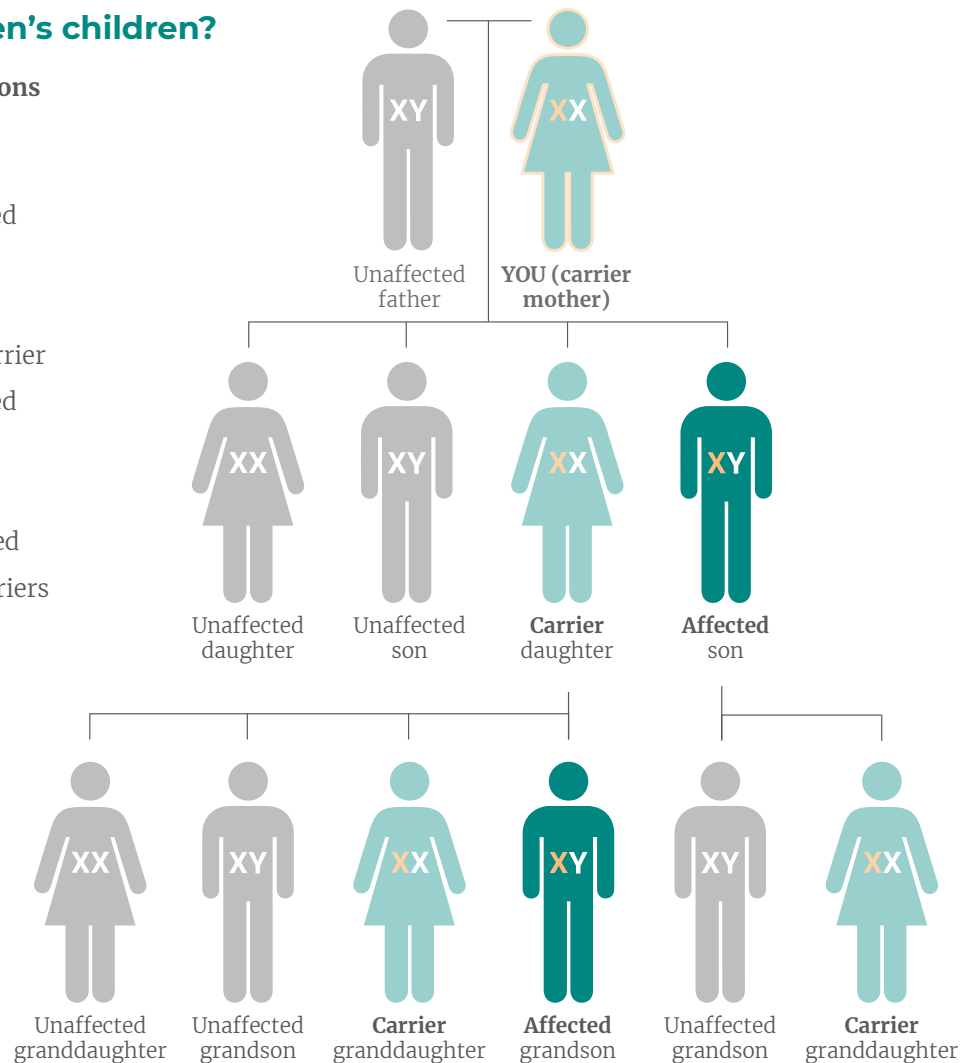 en's children?
ons
ed
rrier
ed
ed
riers
XY
XX
Unaffected
father
YOU (carrier
mother)
XX
XY
XX
XY
Unaffected
daughter
Unaffected
son
Carrier
daughter
Affected
son
XX
XY
XX
XY
XY
XX
Unaffected
granddaughter
Unaffected
grandson
Carrier
granddaughter
Affected
grandson
Unaffected
grandson
Carrier
granddaughter